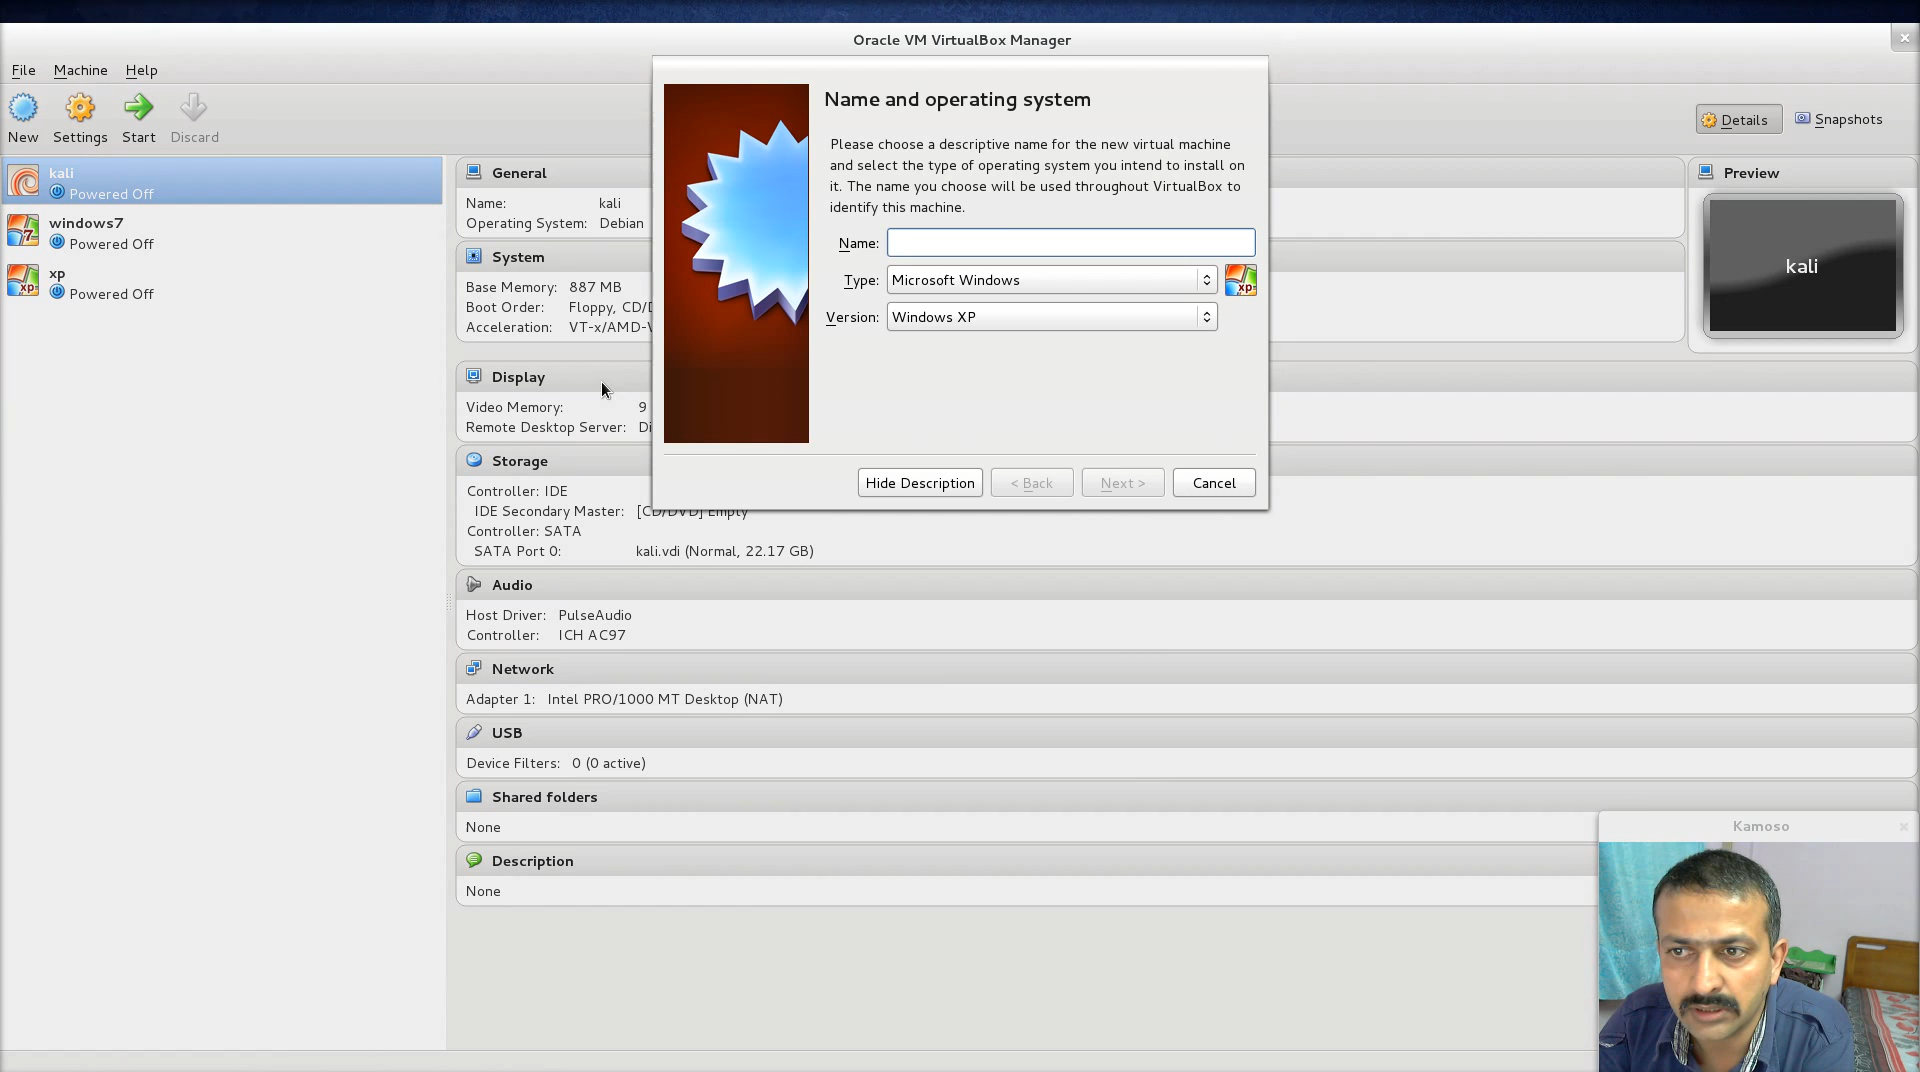 Oracle VM VirtualBox Manager
File Machine Help
New Settings Start Discard
Details Snapshots
kali
Powered Off
windows7
Powered Off
xp
Powered Off
General
Name: kali
Operating System: Debian
System
Base Memory: 887 MB
Boot Order: Floppy, CD/D
Acceleration: VT-x/AMD-V
Display
Video Memory: 9
Remote Desktop Server: Di
Storage
Controller: IDE
IDE Secondary Master: [CD/DVD] Empty
Controller: SATA
SATA Port 0: kali.vdi (Normal, 22.17 GB)
Audio
Host Driver: PulseAudio
Controller: ICH AC97
Network
Adapter 1: Intel PRO/1000 MT Desktop (NAT)
USB
Device Filters: 0 (0 active)
Shared folders
None
Description
None
Name and operating system
Please choose a descriptive name for the new virtual machine
and select the type of operating system you intend to install on
it. The name you choose will be used throughout VirtualBox to
identify this machine.
Name:
Type: Microsoft Windows
xp
Version: Windows XP
Hide Description < Back Next > Cancel
Preview
kali
Kamoso